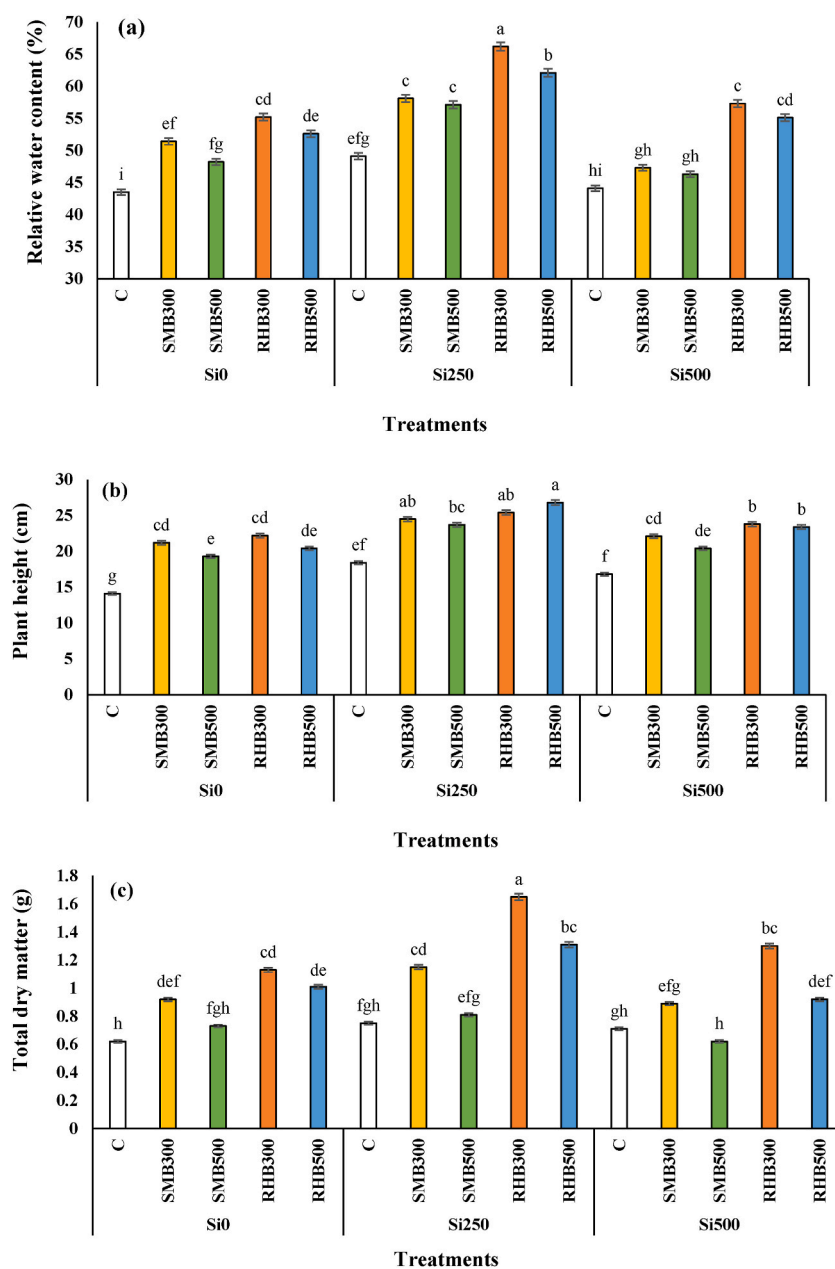 (a)
Relative water content (%)
70
65
60
55
50
45
40
35
30
i
ef
fg
cd
de
efg
c
c
a
b
hi
gh
gh
c
cd
C
SMB300
SMB500
RHB300
RHB500
C
SMB300
SMB500
RHB300
RHB500
C
SMB300
SMB500
RHB300
RHB500
Si0
Si250
Si500
Treatments
(b)
Plant height (cm)
30
25
20
15
10
5
0
g
cd
e
cd
de
ef
ab
bc
ab
a
f
cd
de
b
b
C
SMB300
SMB500
RHB300
RHB500
C
SMB300
SMB500
RHB300
RHB500
C
SMB300
SMB500
RHB300
RHB500
Si0
Si250
Si500
Treatments
(c)
Total dry matter (g)
1.8
1.6
1.4
1.2
1
0.8
0.6
0.4
0.2
0
h
def
fgh
cd
de
fgh
cd
efg
a
bc
gh
efg
h
bc
def
C
SMB300
SMB500
RHB300
RHB500
C
SMB300
SMB500
RHB300
RHB500
C
SMB300
SMB500
RHB300
RHB500
Si0
Si250
Si500
Treatments